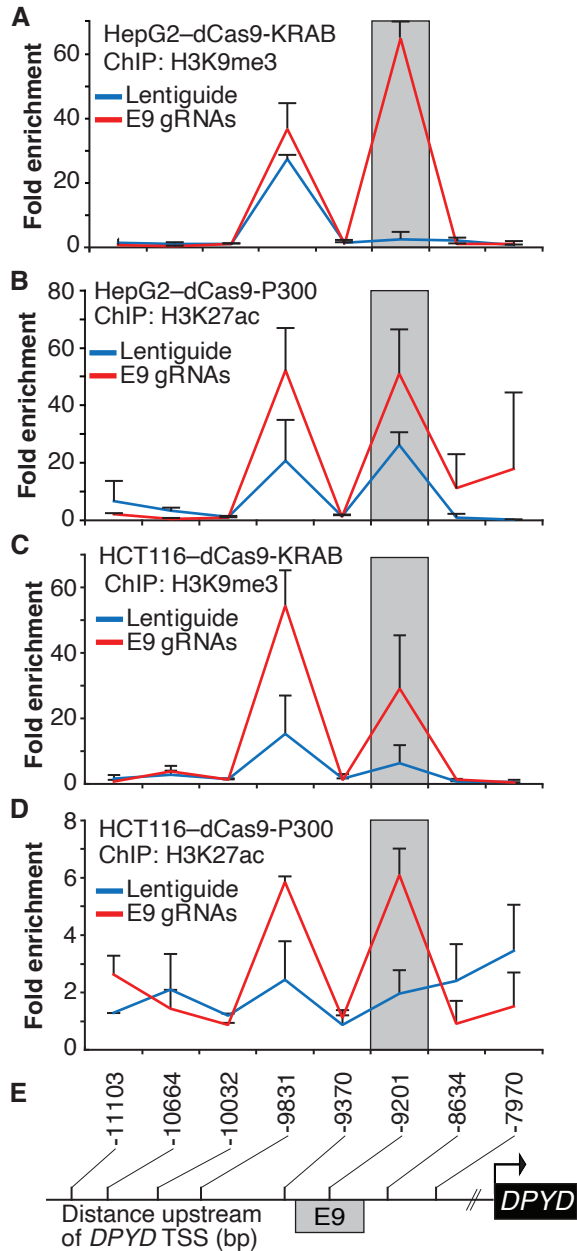 A
HepG2–dCas9-KRAB
ChIP: H3K9me3
Lentiguide
E9 gRNAs
Fold enrichment
60
40
20
0
B
HepG2–dCas9-P300
ChIP: H3K27ac
Lentiguide
E9 gRNAs
Fold enrichment
80
60
40
20
0
C
HCT116–dCas9-KRAB
ChIP: H3K9me3
Lentiguide
E9 gRNAs
Fold enrichment
60
40
20
0
D
HCT116–dCas9-P300
ChIP: H3K27ac
Lentiguide
E9 gRNAs
Fold enrichment
8
6
4
2
0
E
-11103
-10664
-10032
-9831
-9370
-9201
-8634
-7970
Distance upstream
of DPYD TSS (bp)
E9
//
DPYD